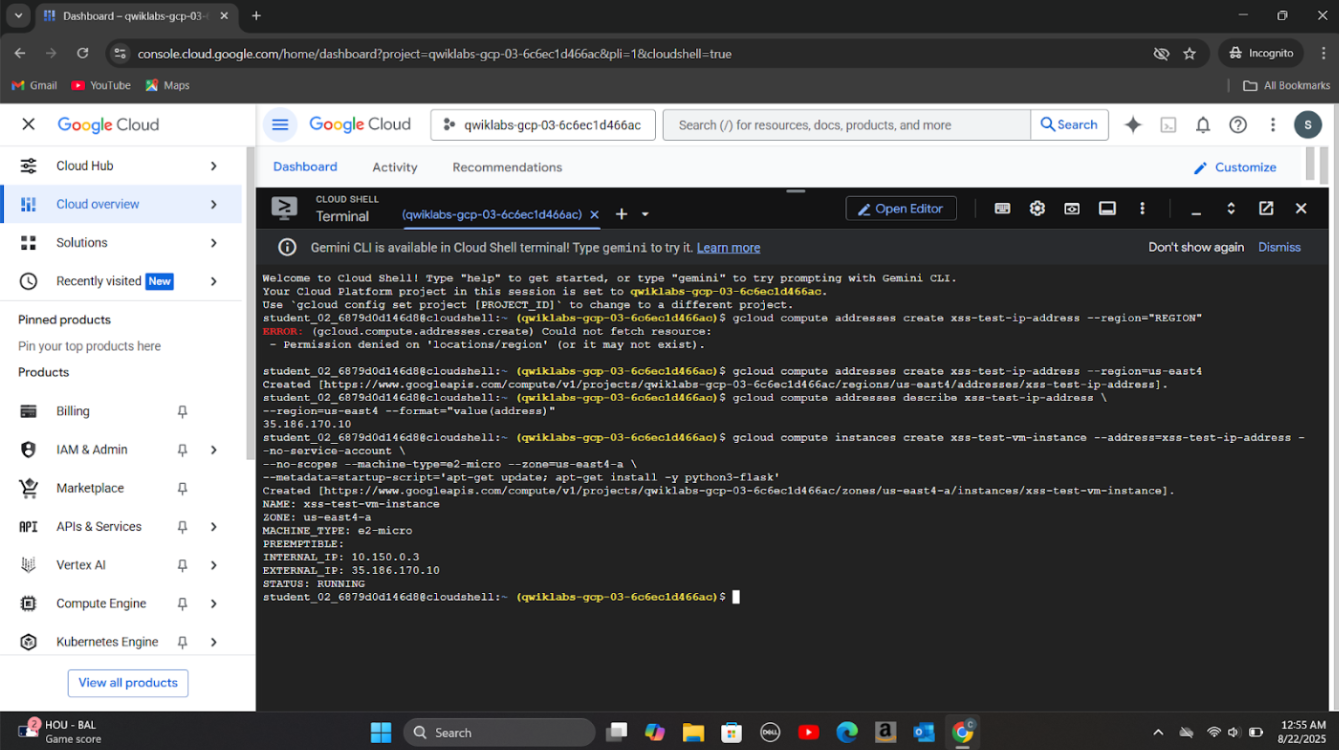 Dashboard – qwiklabs-gcp-03-
console.cloud.google.com/home/dashboard?project=qwiklabs-gcp-03-6c6ec1d466ac&pli=1&cloudshell=true
Incognito
Gmail
YouTube
Maps
All Bookmarks
Google Cloud
Google Cloud
qwiklabs-gcp-03-6c6ec1d466ac
Search (/) for resources, docs, products, and more
Search
S
Cloud Hub
Cloud overview
Solutions
Recently visited New
Pinned products
Pin your top products here
Products
Billing
IAM & Admin
Marketplace
API APIs & Services
Vertex AI
Compute Engine
Kubernetes Engine
View all products
Dashboard
Activity
Recommendations
Customize
CLOUD SHELL
Terminal
(qwiklabs-gcp-03-6c6ec1d466ac)
Open Editor
Gemini CLI is available in Cloud Shell terminal! Type gemini to try it. Learn more
Don't show again
Dismiss
Welcome to Cloud Shell! Type "help" to get started, or type "gemini" to try prompting with Gemini CLI.
Your Cloud Platform project in this session is set to qwiklabs-gcp-03-6c6ec1d466ac.
Use `gcloud config set project [PROJECT_ID]` to change to a different project.
student_02_6879d0d146d8@cloudshell:~ (qwiklabs-gcp-03-6c6ec1d466ac)$ gcloud compute addresses create xss-test-ip-address --region="REGION"
ERROR: (gcloud.compute.addresses.create) Could not fetch resource:
- Permission denied on 'locations/region' (or it may not exist).
student_02_6879d0d146d8@cloudshell:~ (qwiklabs-gcp-03-6c6ec1d466ac)$ gcloud compute addresses create xss-test-ip-address --region=us-east4
Created [https://www.googleapis.com/compute/v1/projects/qwiklabs-gcp-03-6c6ec1d466ac/regions/us-east4/addresses/xss-test-ip-address].
student_02_6879d0d146d8@cloudshell:~ (qwiklabs-gcp-03-6c6ec1d466ac)$ gcloud compute addresses describe xss-test-ip-address \
--region=us-east4 --format="value(address)"
35.186.170.10
student_02_6879d0d146d8@cloudshell:~ (qwiklabs-gcp-03-6c6ec1d466ac)$ gcloud compute instances create xss-test-vm-instance --address=xss-test-ip-address -
-no-service-account \
--no-scopes --machine-type=e2-micro --zone=us-east4-a \
--metadata=startup-script='apt-get update; apt-get install -y python3-flask'
Created [https://www.googleapis.com/compute/v1/projects/qwiklabs-gcp-03-6c6ec1d466ac/zones/us-east4-a/instances/xss-test-vm-instance].
NAME: xss-test-vm-instance
ZONE: us-east4-a
MACHINE_TYPE: e2-micro
PREEMPTIBLE:
INTERNAL_IP: 10.150.0.3
EXTERNAL_IP: 35.186.170.10
STATUS: RUNNING
student_02_6879d0d146d8@cloudshell:~ (qwiklabs-gcp-03-6c6ec1d466ac)$
2
HOU - BAL
Game score
Search
DELL
12:55 AM
8/22/2025